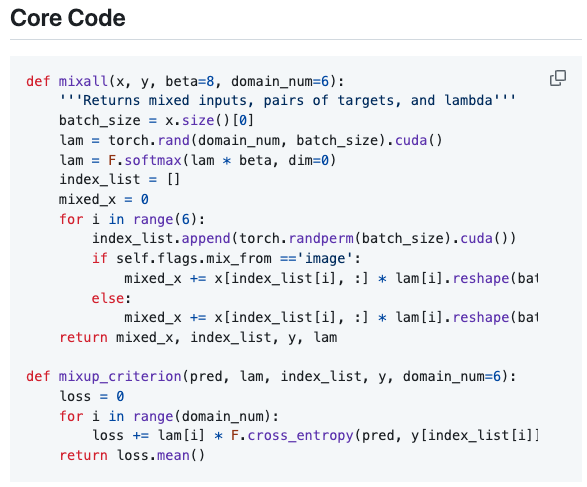 Core Code
def mixall(x, y, beta=8, domain_num=6):
    '''Returns mixed inputs, pairs of targets, and lambda'''
    batch_size = x.size()[0]
    lam = torch.rand(domain_num, batch_size).cuda()
    lam = F.softmax(lam * beta, dim=0)
    index_list = []
    mixed_x = 0
    for i in range(6):
        index_list.append(torch.randperm(batch_size).cuda())
        if self.flags.mix_from =='image':
            mixed_x += x[index_list[i], :] * lam[i].reshape(bat
        else:
            mixed_x += x[index_list[i], :] * lam[i].reshape(bat
    return mixed_x, index_list, y, lam
def mixup_criterion(pred, lam, index_list, y, domain_num=6):
    loss = 0
    for i in range(domain_num):
        loss += lam[i] * F.cross_entropy(pred, y[index_list[i]]
    return loss.mean()